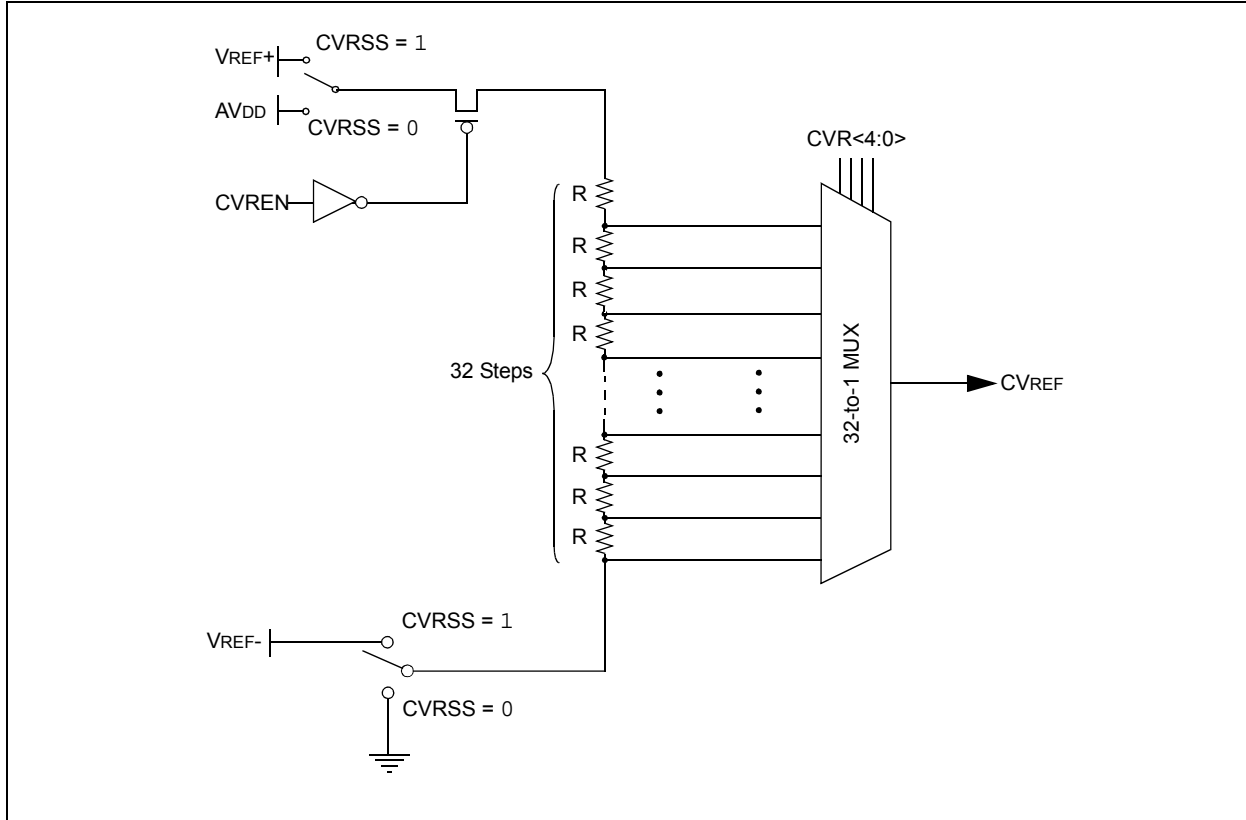 CVRSS = 1
VREF+
AVDD
CVRSS = 0
CVREN
CVR<4:0>
R
R
R
R
32 Steps
32-to-1 MUX
CVREF
R
R
R
CVRSS = 1
VREF-
CVRSS = 0